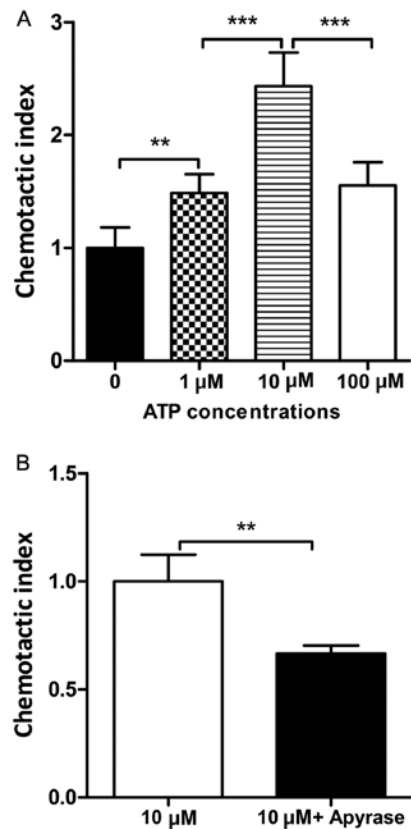 A
Chemotactic index
3
2
1
0
**
***
***
0
1 μM
10 μM
100 μM
ATP concentrations
B
Chemotactic index
1.5
1.0
0.5
0.0
**
10 μM
10 μM+ Apyrase